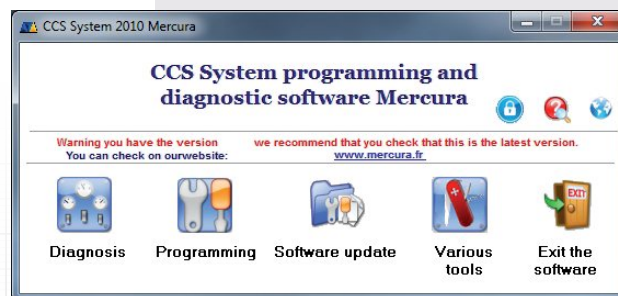 CCS System 2010 Mercura
CCS System programming and
diagnostic software Mercura
Warning you have the version we recommend that you check that this is the latest version.
You can check on ourwebsite: www.mercura.fr
Diagnosis Programming Software update Various tools Exit the software
EXIT